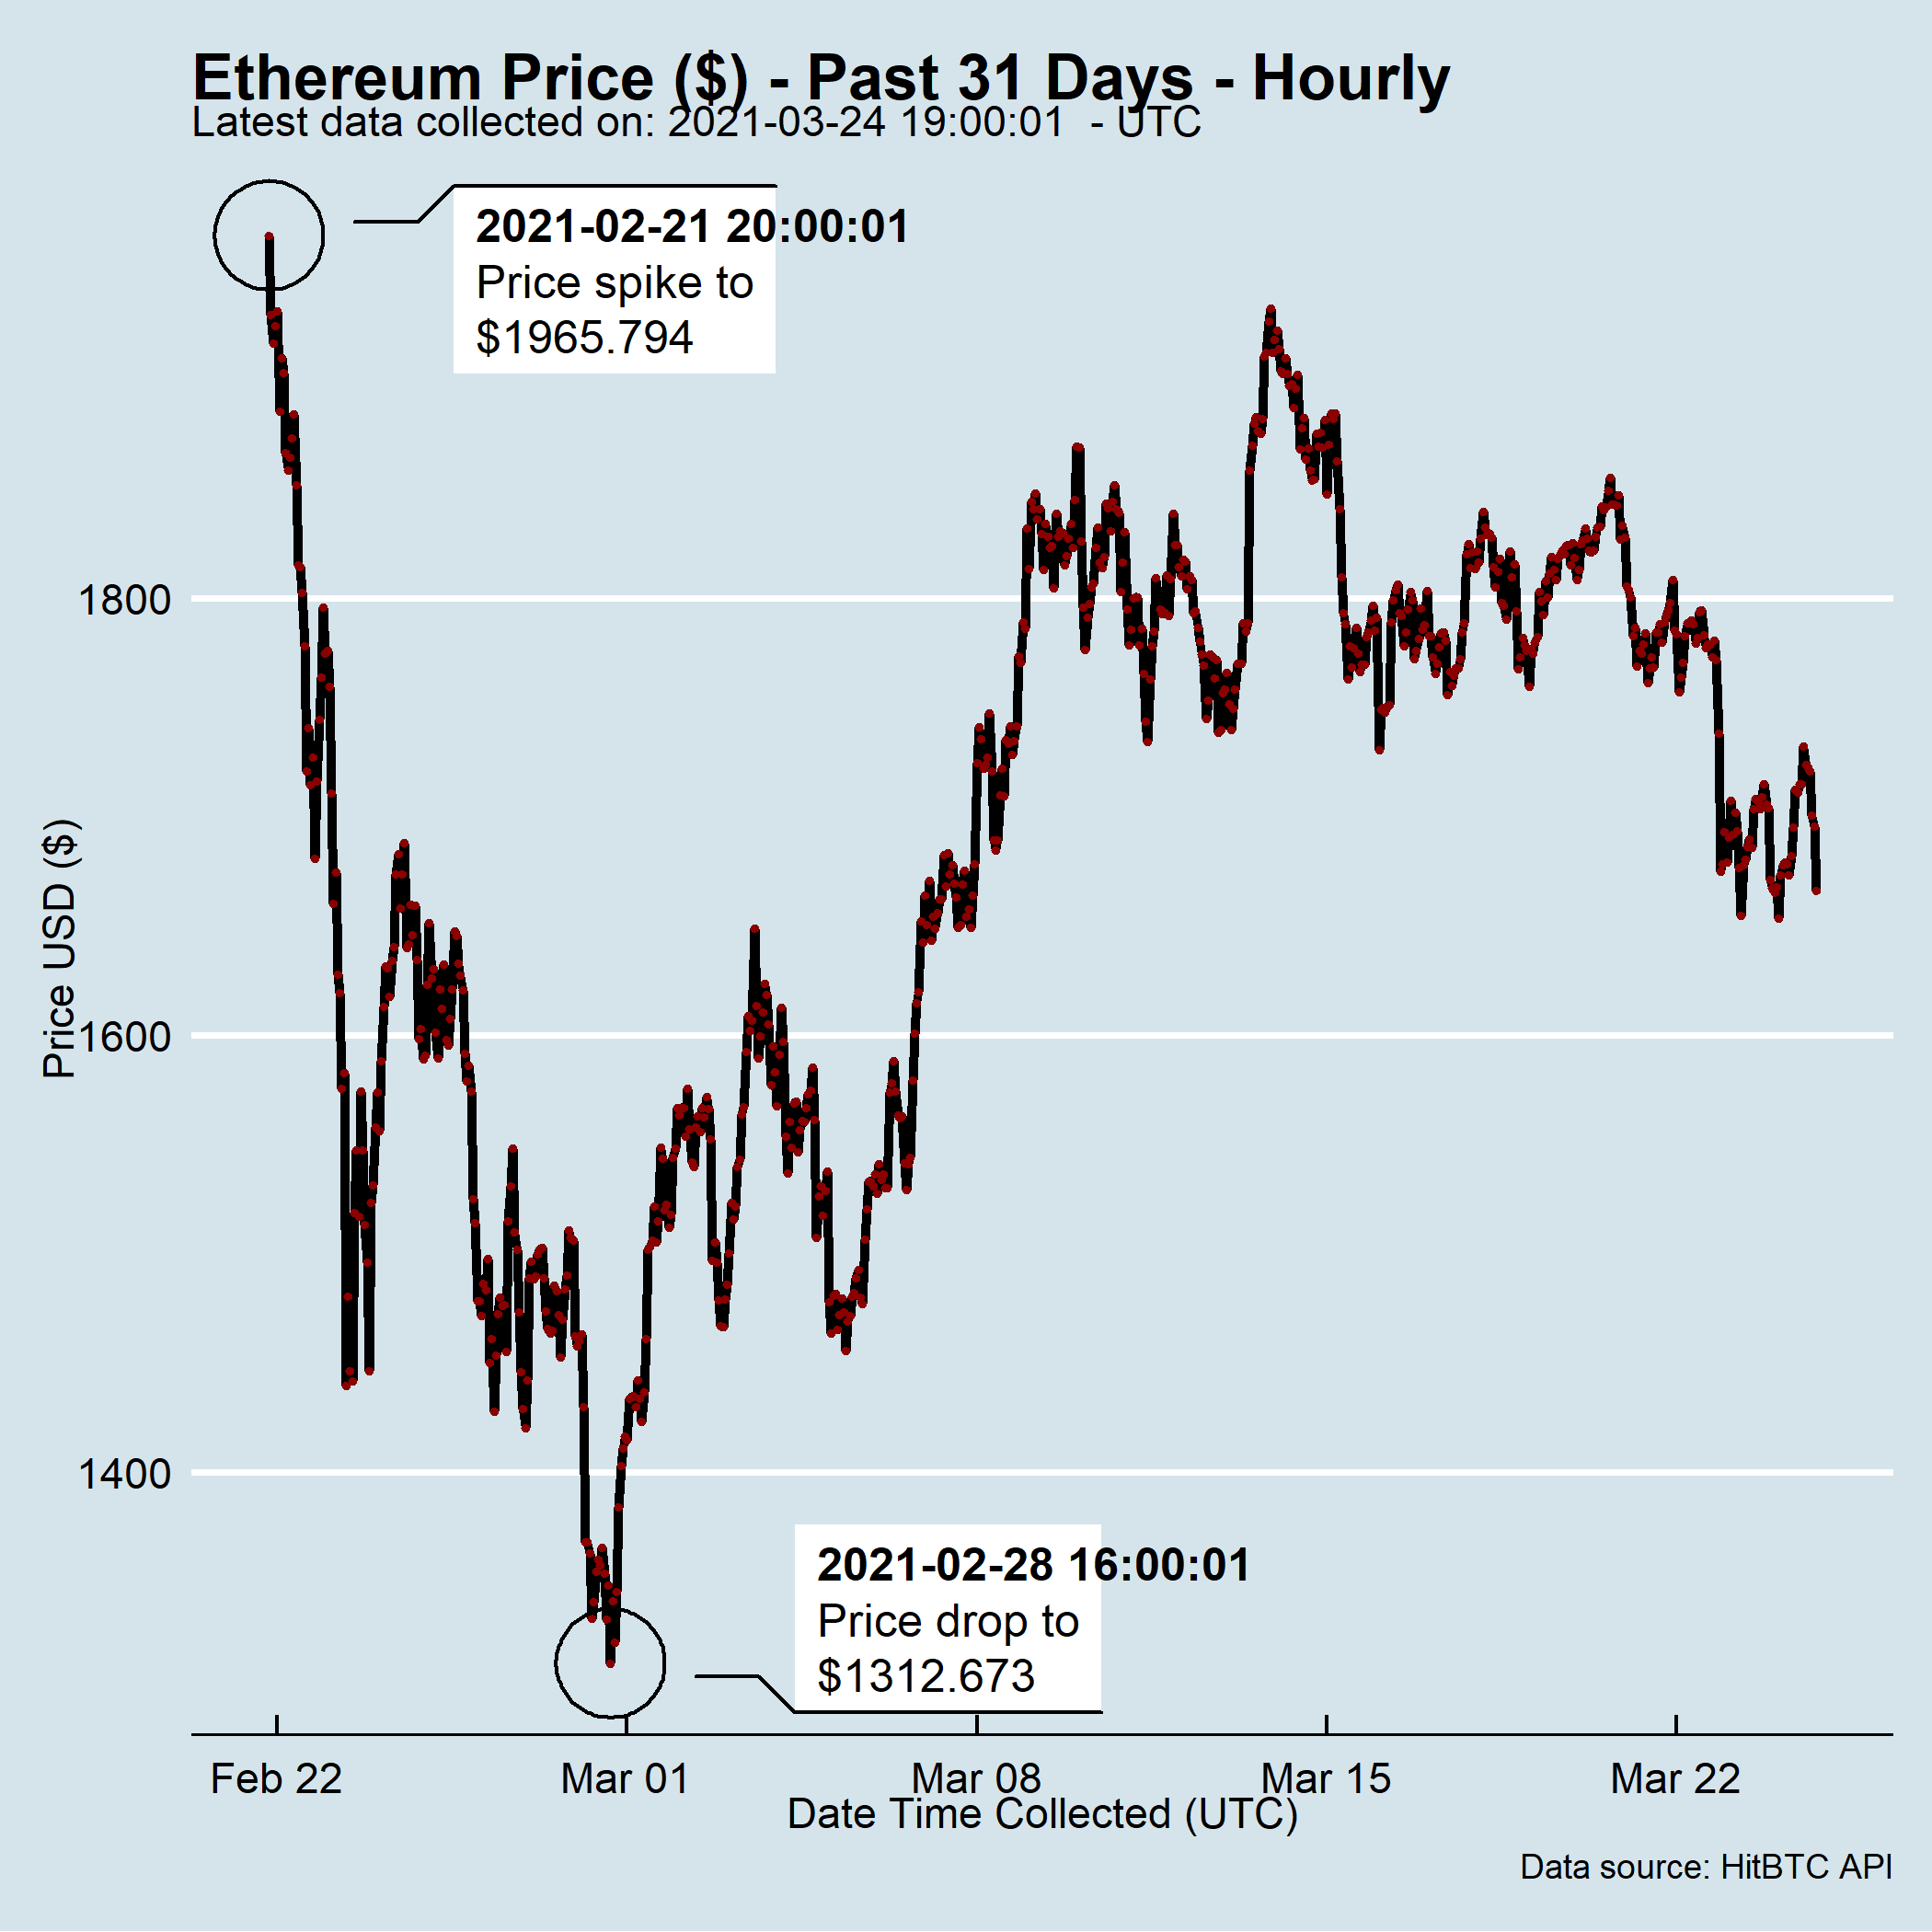 Ethereum Price ($) - Past 31 Days - Hourly
Latest data collected on: 2021-03-24 19:00:01  - UTC
2021-02-21 20:00:01
Price spike to
$1965.794
1800
Price USD ($)
1600
1400
2021-02-28 16:00:01
Price drop to
$1312.673
Feb 22
Mar 01
Mar 08
Mar 15
Mar 22
Date Time Collected (UTC)
Data source: HitBTC API